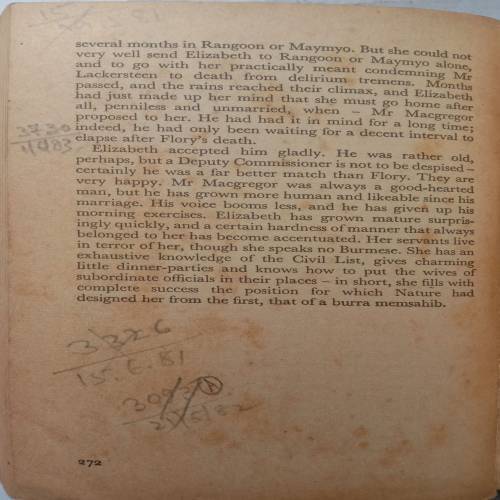 several months in Rangoon or Maymyo. But she could not
very well send Elizabeth to Rangoon or Maymyo alone,
and to go with her practically meant condemning Mr
Lackersteen to death from delirium tremens. Months
passed, and the rains reached their climax, and Elizabeth
had just made up her mind that she must go home after
all, penniless and unmarried, when – Mr Macgregor
proposed to her. He had had it in mind for a long time;
indeed, he had only been waiting for a decent interval to
elapse after Flory's death.
Elizabeth accepted him gladly. He was rather old,
perhaps, but a Deputy Commissioner is not to be despised –
certainly he was a far better match than Flory. They are
very happy. Mr Macgregor was always a good-hearted
man, but he has grown more human and likeable since his
marriage. His voice booms less, and he has given up his
morning exercises. Elizabeth has grown mature surpris-
ingly quickly, and a certain hardness of manner that always
belonged to her has become accentuated. Her servants live
in terror of her, though she speaks no Burmese. She has an
exhaustive knowledge of the Civil List, gives charming
little dinner-parties and knows how to put the wives of
subordinate officials in their places – in short, she fills with
complete success the position for which Nature had
designed her from the first, that of a burra memsahib.
15.6.81
272